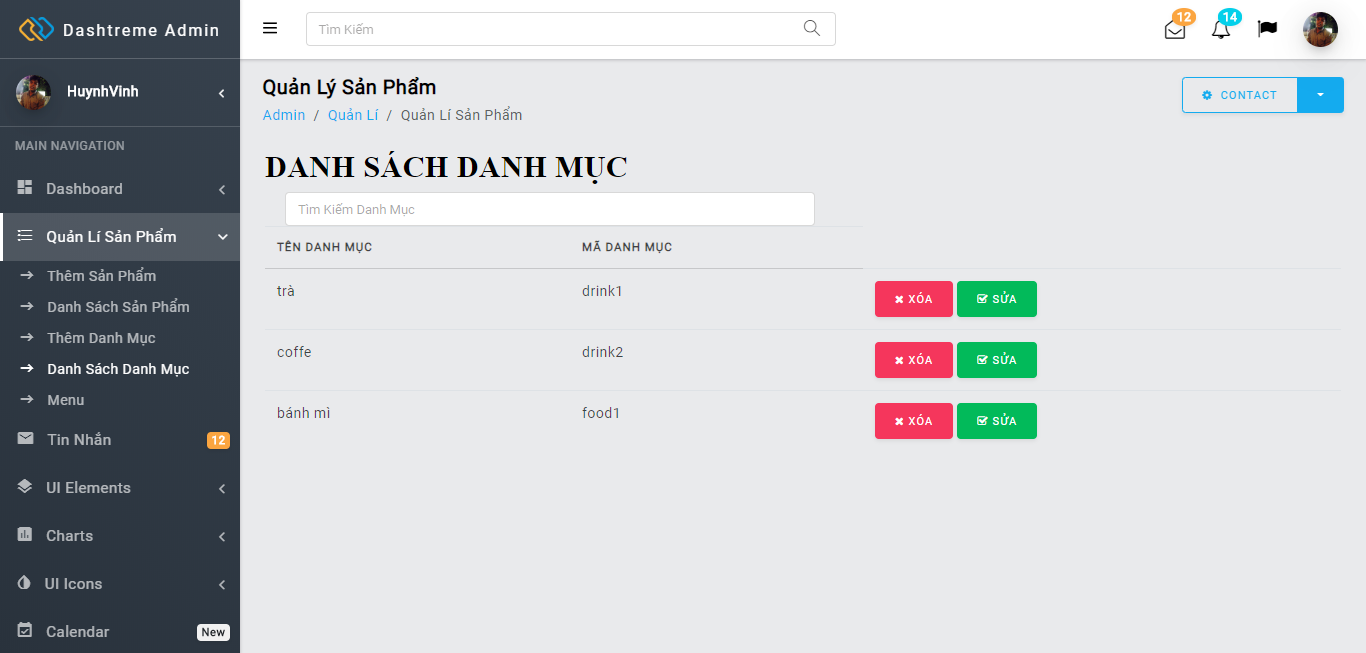 Dashtreme Admin
Tìm Kiếm
12
14
HuynhVinh
Quản Lý Sản Phẩm
CONTACT
Admin / Quản Lí / Quản Lí Sản Phẩm
MAIN NAVIGATION
Dashboard
Quản Lí Sản Phẩm
Thêm Sản Phẩm
Danh Sách Sản Phẩm
Thêm Danh Mục
Danh Sách Danh Mục
Menu
Tin Nhắn 12
UI Elements
Charts
UI Icons
Calendar New
DANH SÁCH DANH MỤC
Tìm Kiếm Danh Mục
TÊN DANH MỤC MÃ DANH MỤC
trà drink1 XÓA SỬA
coffe drink2 XÓA SỬA
bánh mì food1 XÓA SỬA